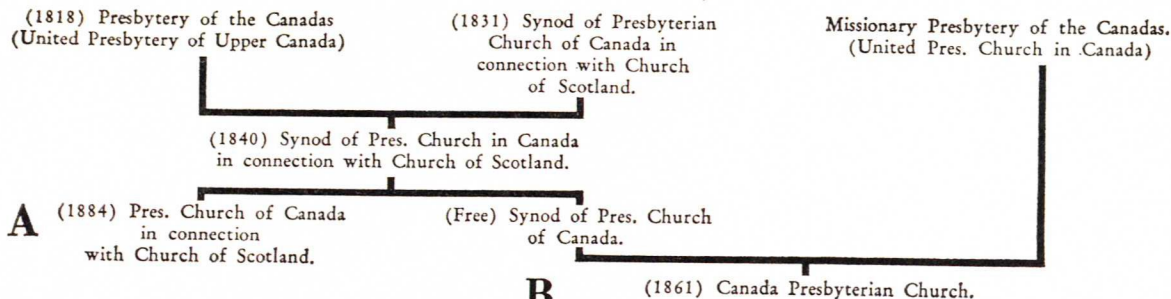 (1818) Presbytery of the Canadas
(United Presbytery of Upper Canada)
(1831) Synod of Presbyterian
Church of Canada in
connection with Church
of Scotland.
Missionary Presbytery of the Canadas.
(United Pres. Church in Canada)
(1840) Synod of Pres. Church in Canada
in connection with Church of Scotland.
A
(1884) Pres. Church of Canada
in connection
with Church of Scotland.
(Free) Synod of Pres. Church
of Canada.
B
(1861) Canada Presbyterian Church.